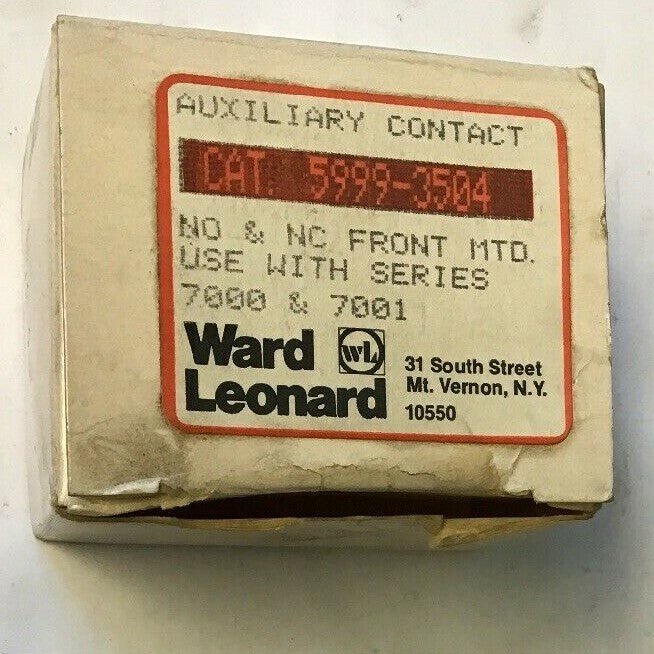 AUXILIARY CONTACT
CAT. 5999-3504
NO & NC FRONT MTD.
USE WITH SERIES
7000 & 7001
Ward Leonard
WL
31 South Street
Mt. Vernon, N.Y.
10550